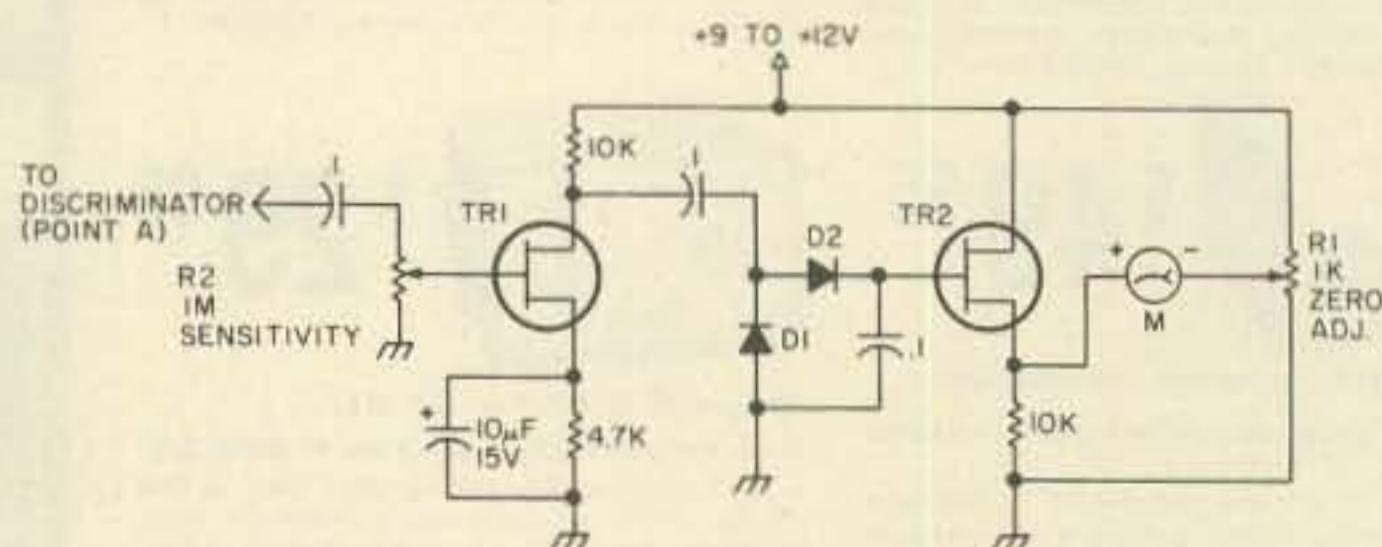 +9 TO +12V
10K
.1
.1
TO
DISCRIMINATOR
(POINT A)
TR1
TR2
D2
R2
1M
SENSITIVITY
+
-
M
R1
1K
ZERO
ADJ.
D1
.1
+
10µF
15V
4.7K
10K